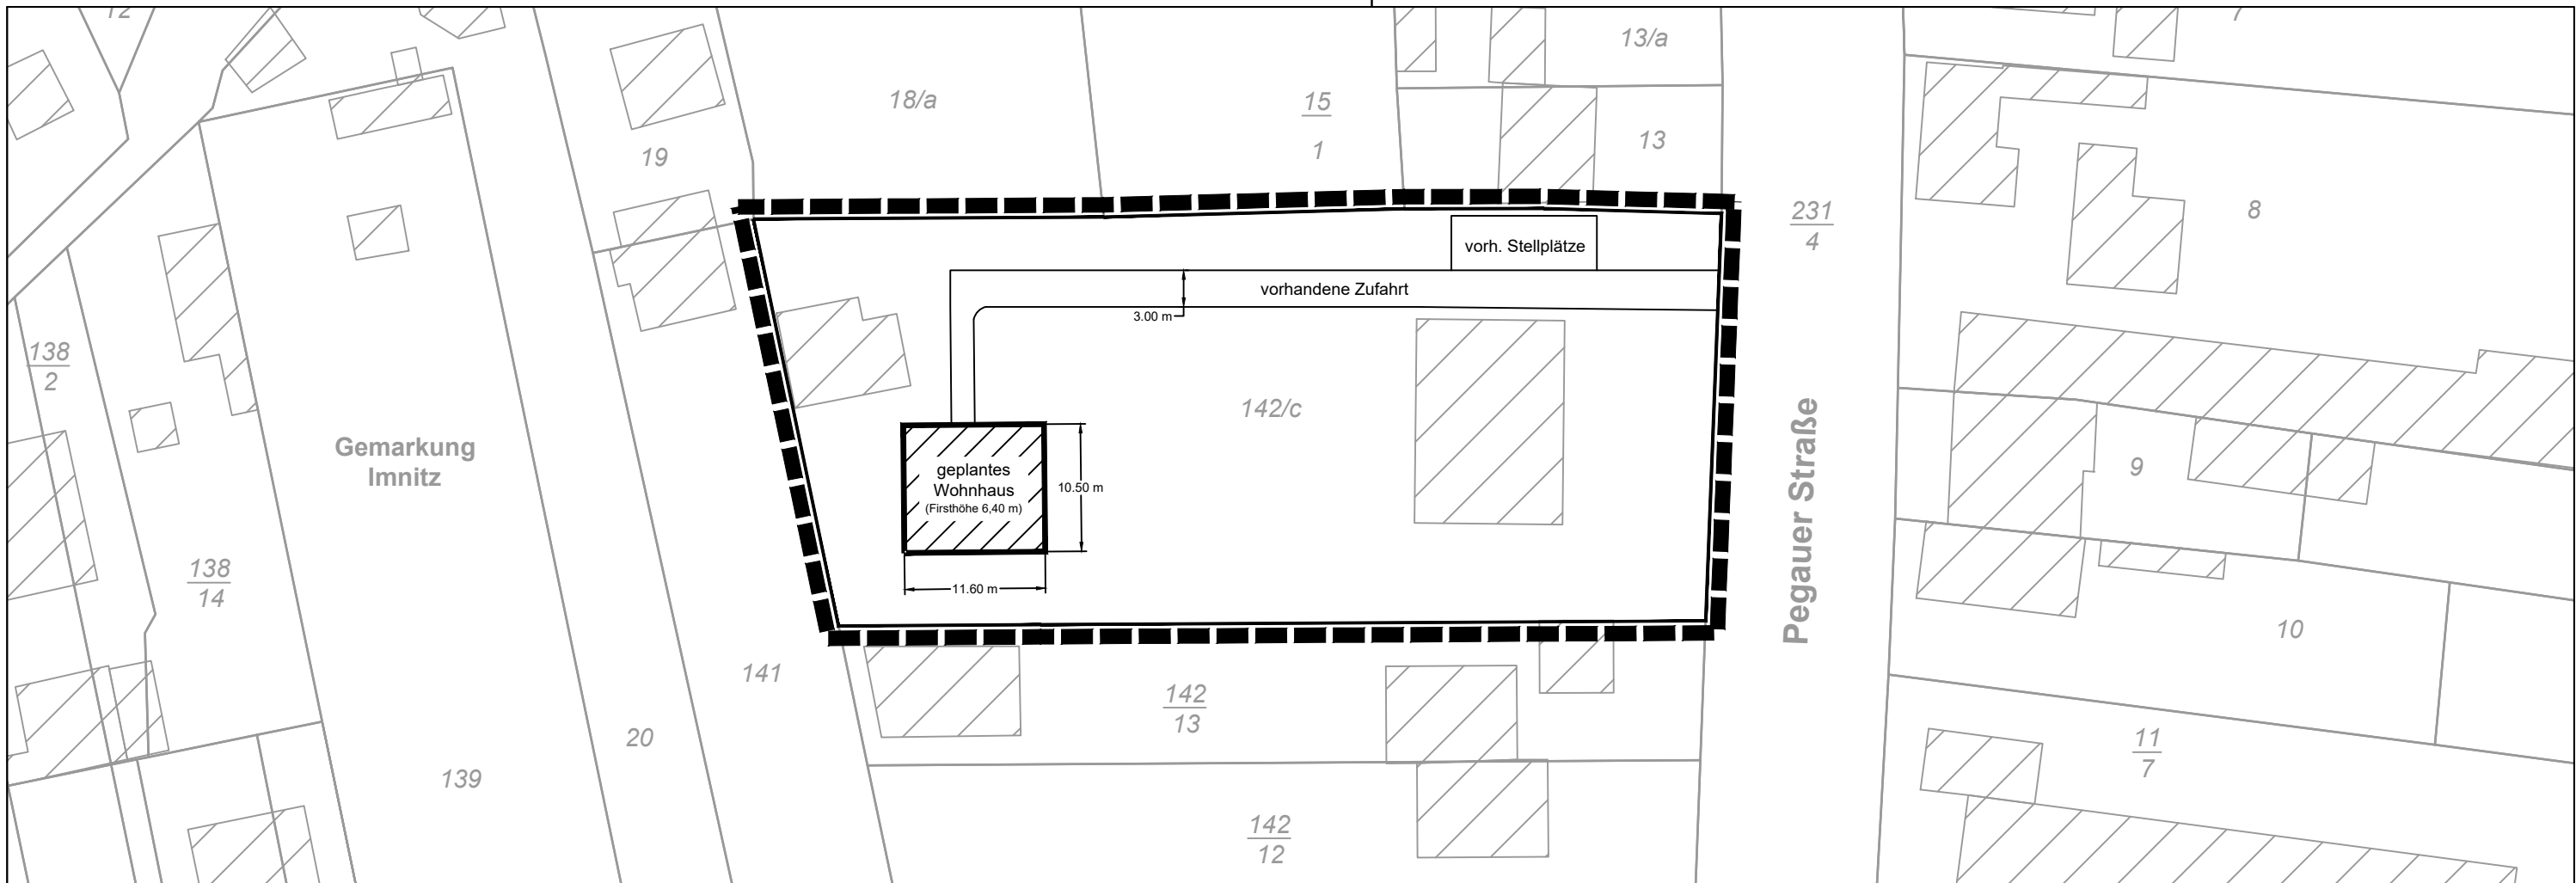 12
7
13/a
18/a
15
1
13
19
231
4
8
vorh. Stellplätze
vorhandene Zufahrt
3.00 m
138
2
142/c
Pegauer Straße
Gemarkung
Imnitz
geplantes
Wohnhaus
(Firsthöhe 6,40 m)
10.50 m
9
11.60 m
138
14
10
141
142
13
20
11
7
139
142
12